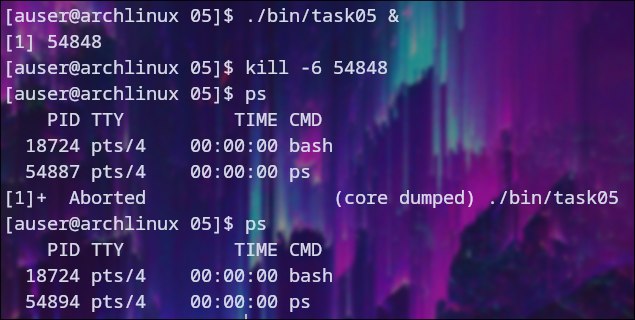 [auser@archlinux 05]$ ./bin/task05 &
[1] 54848
[auser@archlinux 05]$ kill -6 54848
[auser@archlinux 05]$ ps
    PID TTY          TIME CMD
  18724 pts/4    00:00:00 bash
  54887 pts/4    00:00:00 ps
[1]+  Aborted                 (core dumped) ./bin/task05
[auser@archlinux 05]$ ps
    PID TTY          TIME CMD
  18724 pts/4    00:00:00 bash
  54894 pts/4    00:00:00 ps